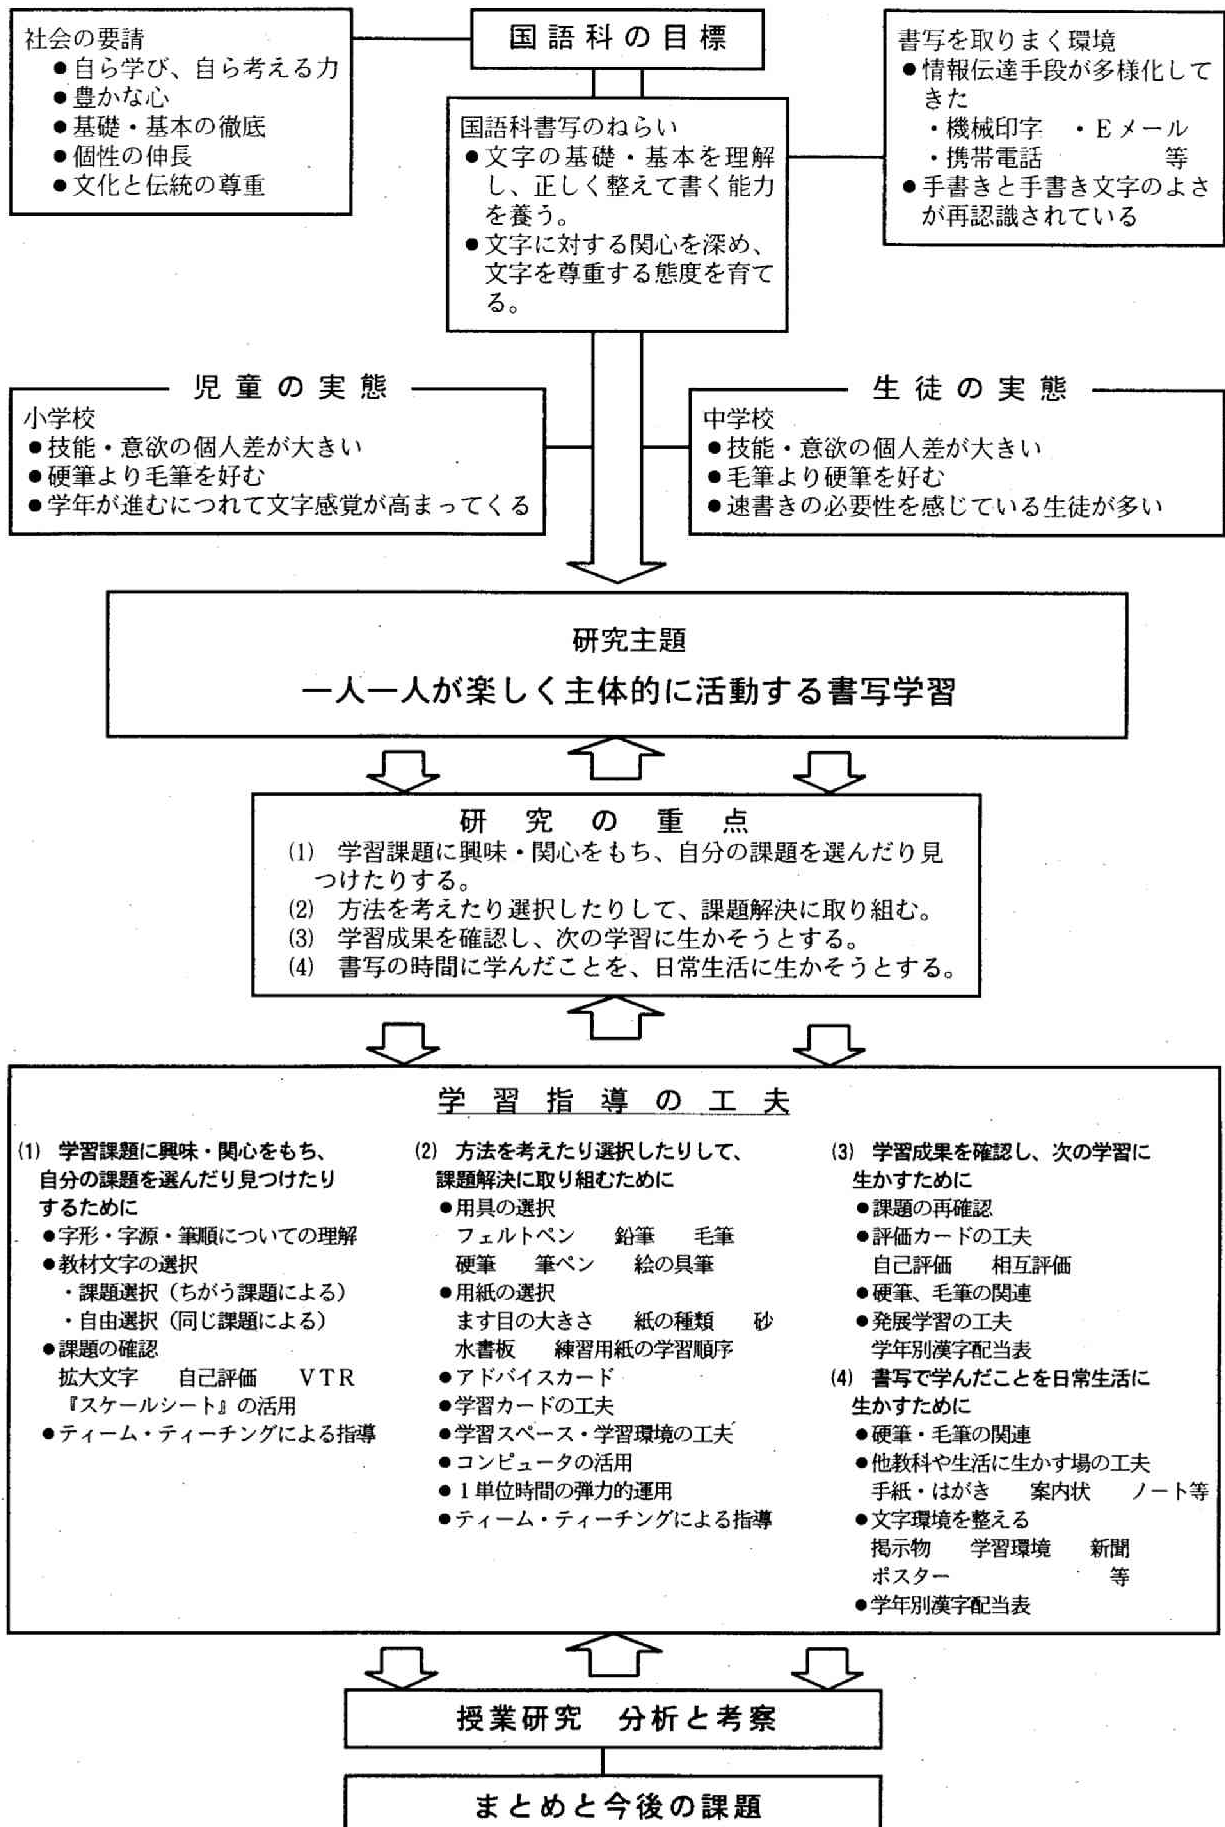 国語科の目標
社会の要請
●自ら学び、自ら考える力
●豊かな心
●基礎・基本の徹底
●個性の伸長
●文化と伝統の尊重
国語科書写のねらい
●文字の基礎・基本を理解
し、正しく整えて書く能力
を養う。
●文字に対する関心を深め、
文字を尊重する態度を育て
る。
書写を取りまく環境
●情報伝達手段が多様化して
きた
・機械印字　・Eメール
・携帯電話　　　　　等
●手書きと手書き文字のよさ
が再認識されている
児童の実態
小学校
●技能・意欲の個人差が大きい
●硬筆より毛筆を好む
●学年が進むにつれて文字感覚が高まってくる
生徒の実態
中学校
●技能・意欲の個人差が大きい
●毛筆より硬筆を好む
●速書きの必要性を感じている生徒が多い
研究主題
一人一人が楽しく主体的に活動する書写学習
研究の重点
(1)　学習課題に興味・関心をもち、自分の課題を選んだり見
つけたりする。
(2)　方法を考えたり選択したりして、課題解決に取り組む。
(3)　学習成果を確認し、次の学習に生かそうとする。
(4)　書写の時間に学んだことを、日常生活に生かそうとする。
学習指導の工夫
(1)　学習課題に興味・関心をもち、
自分の課題を選んだり見つけたり
するために
●字形・字源・筆順についての理解
●教材文字の選択
・課題選択（ちがう課題による）
・自由選択（同じ課題による）
●課題の確認
拡大文字　　自己評価　　VTR
『スケールシート』の活用
●ティーム・ティーチングによる指導
(2)　方法を考えたり選択したりして、
課題解決に取り組むために
●用具の選択
フェルトペン　　鉛筆　　毛筆
硬筆　　筆ペン　　絵の具筆
●用紙の選択
ます目の大きさ　　紙の種類　　砂
水書板　　練習用紙の学習順序
●アドバイスカード
●学習カードの工夫
●学習スペース・学習環境の工夫
●コンピュータの活用
●1単位時間の弾力的運用
●ティーム・ティーチングによる指導
(3)　学習成果を確認し、次の学習に
生かすために
●課題の再確認
●評価カードの工夫
自己評価　　相互評価
●硬筆、毛筆の関連
●発展学習の工夫
学年別漢字配当表
(4)　書写で学んだことを日常生活に
生かすために
●硬筆・毛筆の関連
●他教科や生活に生かす場の工夫
手紙・はがき　　案内状　　ノート等
●文字環境を整える
掲示物　　学習環境　　新聞
ポスター　　　　　　　　等
●学年別漢字配当表
授業研究　分析と考察
まとめと今後の課題